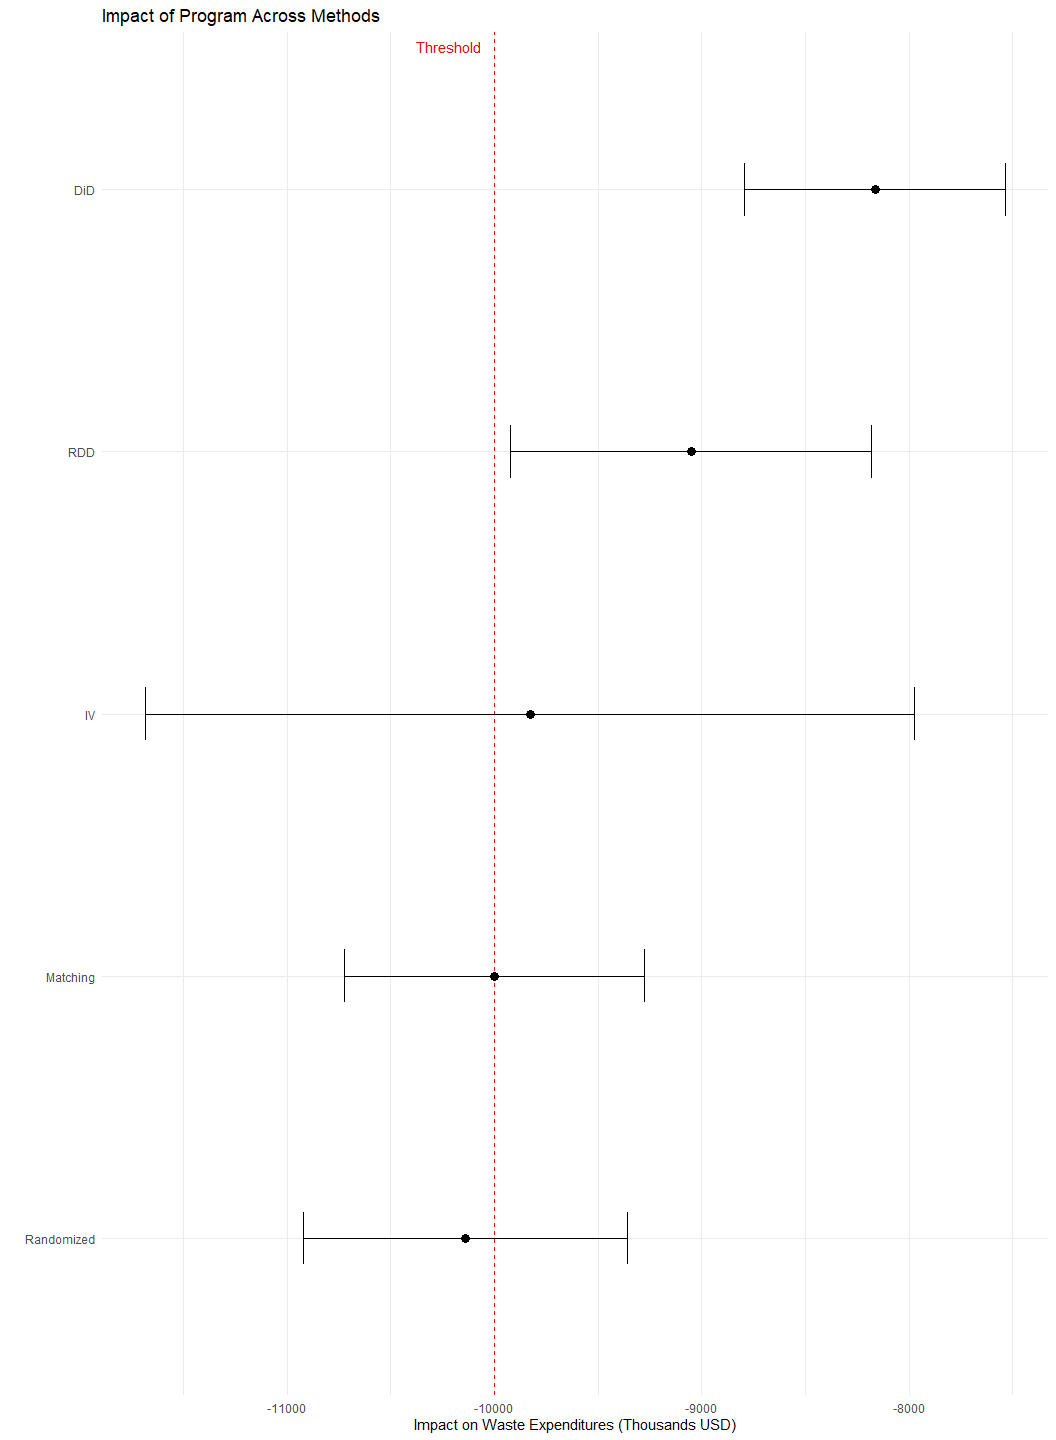 Impact of Program Across Methods
Threshold
DiD
RDD
IV
Matching
Randomized
-11000 -10000 -9000 -8000
Impact on Waste Expenditures (Thousands USD)